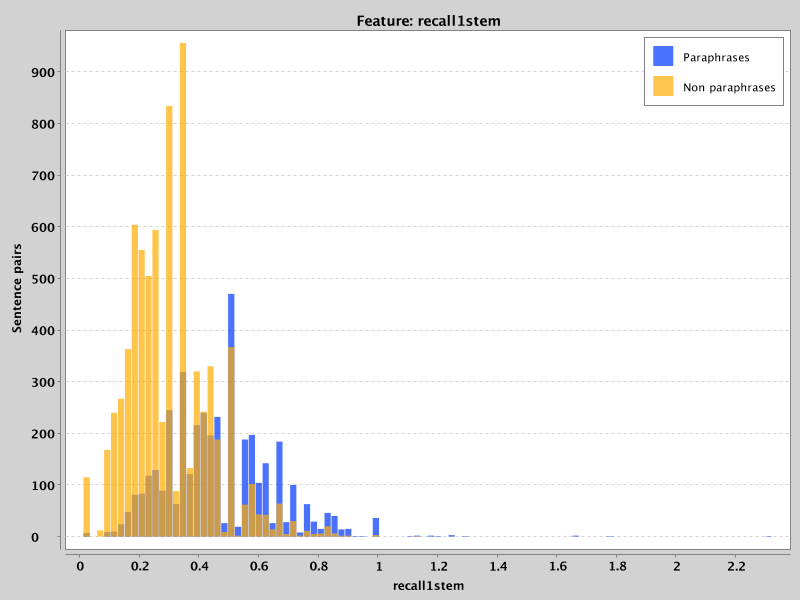 Feature: recall1stem
Paraphrases
Non paraphrases
900
800
700
600
500
400
300
200
100
0
Sentence pairs
0 0.2 0.4 0.6 0.8 1 1.2 1.4 1.6 1.8 2 2.2
recall1stem